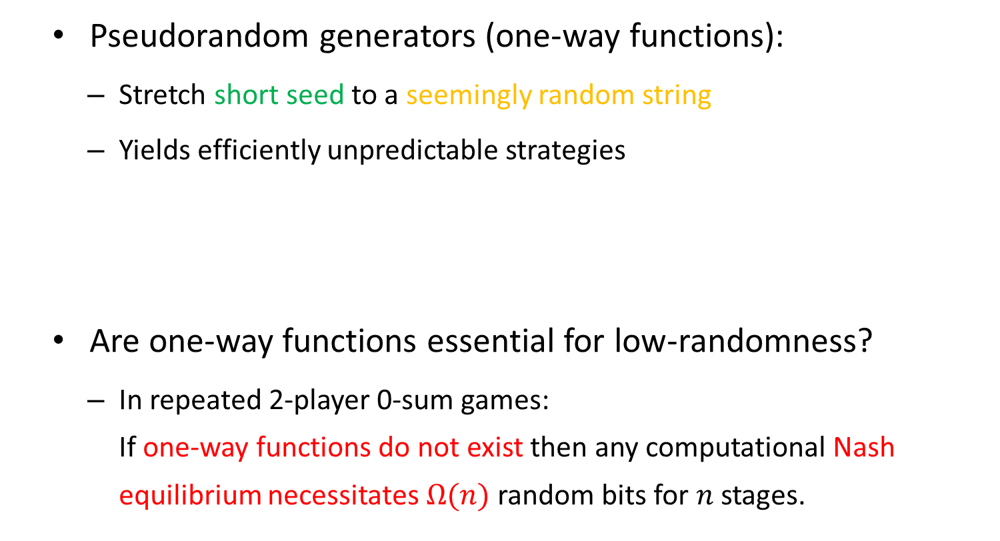 • Pseudorandom generators (one-way functions):
– Stretch short seed to a seemingly random string
– Yields efficiently unpredictable strategies
• Are one-way functions essential for low-randomness?
– In repeated 2-player 0-sum games:
If one-way functions do not exist then any computational Nash
equilibrium necessitates Ω(𝑛) random bits for 𝑛 stages.